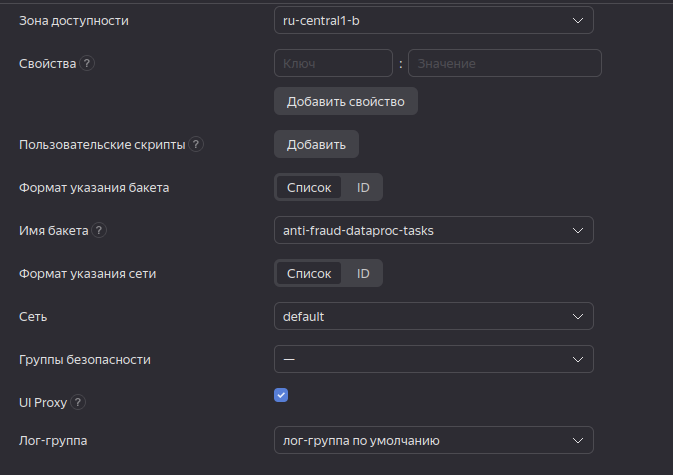 Зона доступности ru-central1-b
Свойства ? Ключ : Значение
Добавить свойство
Пользовательские скрипты ? Добавить
Формат указания бакета Список ID
Имя бакета ? anti-fraud-dataproc-tasks
Формат указания сети Список ID
Сеть default
Группы безопасности —
UI Proxy ?
Лог-группа лог-группа по умолчанию